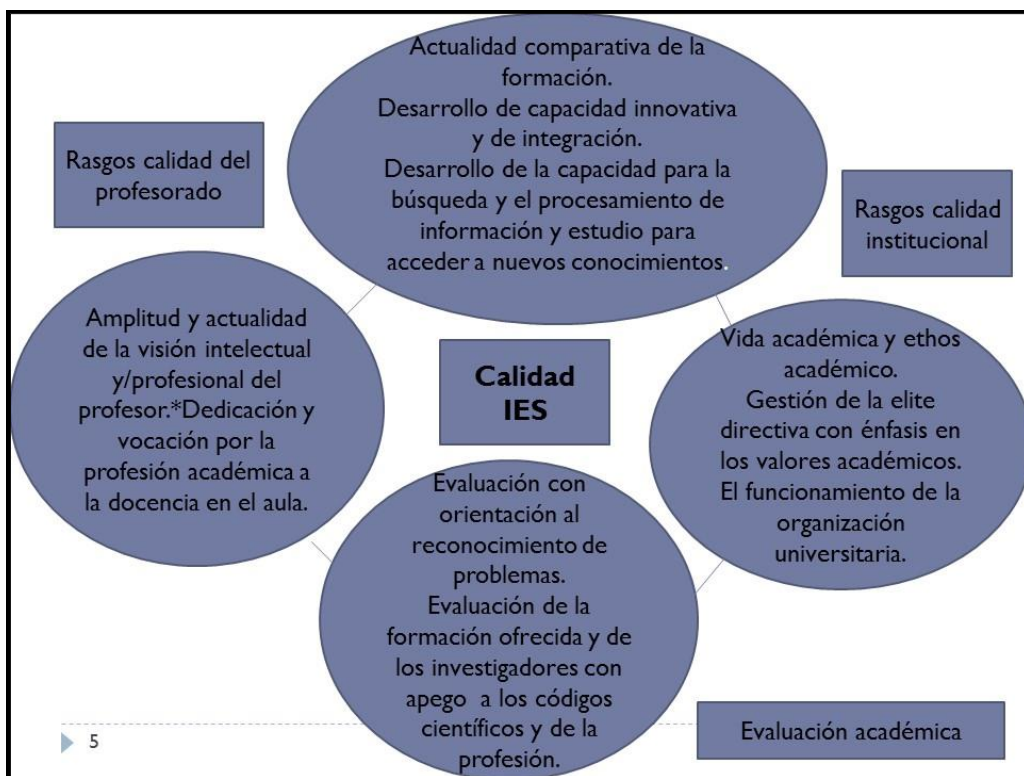 Actualidad comparativa de la
formación.
Desarrollo de capacidad innovativa
y de integración.
Desarrollo de la capacidad para la
búsqueda y el procesamiento de
información y estudio para
acceder a nuevos conocimientos.
Rasgos calidad del
profesorado
Rasgos calidad
institucional
Amplitud y actualidad
de la visión intelectual
y/profesional del
profesor.*Dedicación y
vocación por la
profesión académica a
la docencia en el aula.
Calidad
IES
Vida académica y ethos
académico.
Gestión de la elite
directiva con énfasis en
los valores académicos.
El funcionamiento de la
organización
universitaria.
Evaluación con
orientación al
reconocimiento de
problemas.
Evaluación de la
formación ofrecida y de
los investigadores con
apego a los códigos
científicos y de la
profesión.
Evaluación académica
5